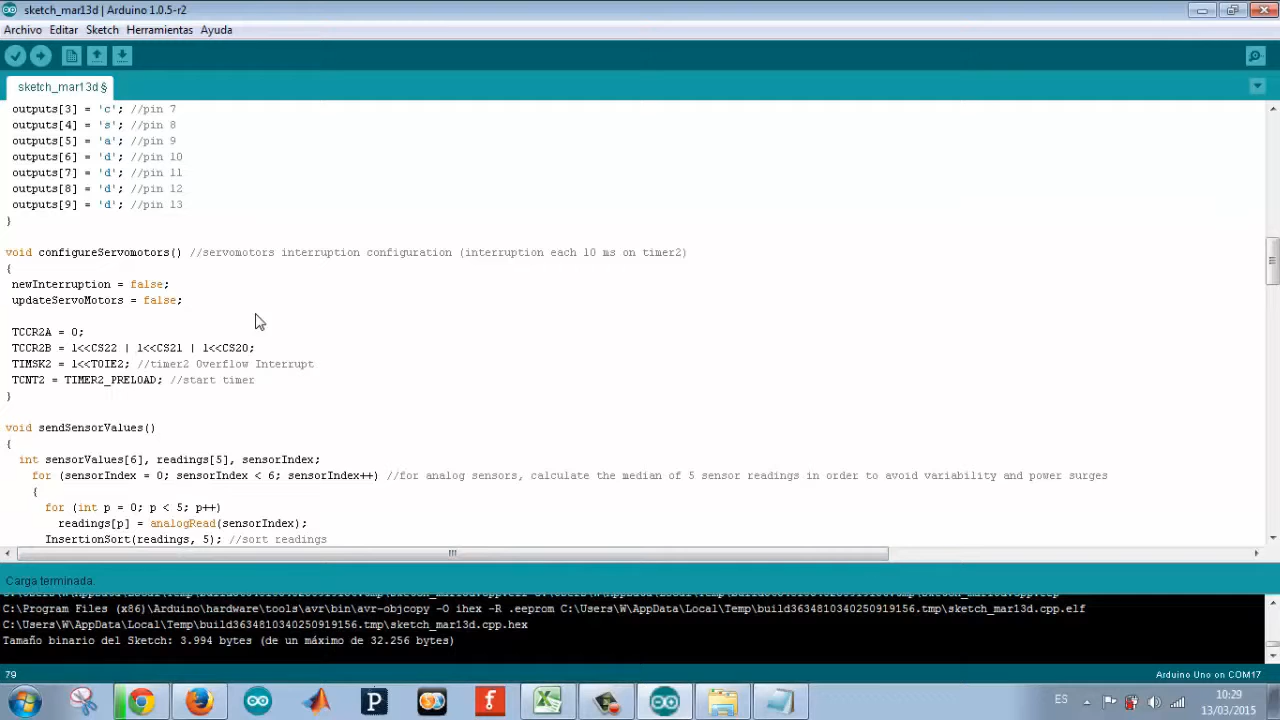 sketch_mar13d | Arduino 1.0.5-r2
Archivo Editar Sketch Herramientas Ayuda
sketch_mar13d §
outputs[3] = 'c'; //pin 7
outputs[4] = 's'; //pin 8
outputs[5] = 'a'; //pin 9
outputs[6] = 'd'; //pin 10
outputs[7] = 'd'; //pin 11
outputs[8] = 'd'; //pin 12
outputs[9] = 'd'; //pin 13
}
void configureServomotors() //servomotors interruption configuration (interruption each 10 ms on timer2)
{
newInterruption = false;
updateServoMotors = false;
TCCR2A = 0;
TCCR2B = 1<<CS22 | 1<<CS21 | 1<<CS20;
TIMSK2 = 1<<TOIE2; //timer2 Overflow Interrupt
TCNT2 = TIMER2_PRELOAD; //start timer
}
void sendSensorValues()
{
int sensorValues[6], readings[5], sensorIndex;
for (sensorIndex = 0; sensorIndex < 6; sensorIndex++) //for analog sensors, calculate the median of 5 sensor readings in order to avoid variability and power surges
{
for (int p = 0; p < 5; p++)
readings[p] = analogRead(sensorIndex);
InsertionSort(readings, 5); //sort readings
Carga terminada.
C:\Program Files (x86)\Arduino\hardware\tools\avr\bin\avr-objcopy -O ihex -R .eeprom C:\Users\W\AppData\Local\Temp\build3634810340250919156.tmp\sketch_mar13d.cpp.elf
C:\Users\W\AppData\Local\Temp\build3634810340250919156.tmp\sketch_mar13d.cpp.hex
Tamaño binario del Sketch: 3.994 bytes (de un máximo de 32.256 bytes)
79
Arduino Uno on COM17
ES
10:29
13/03/2015